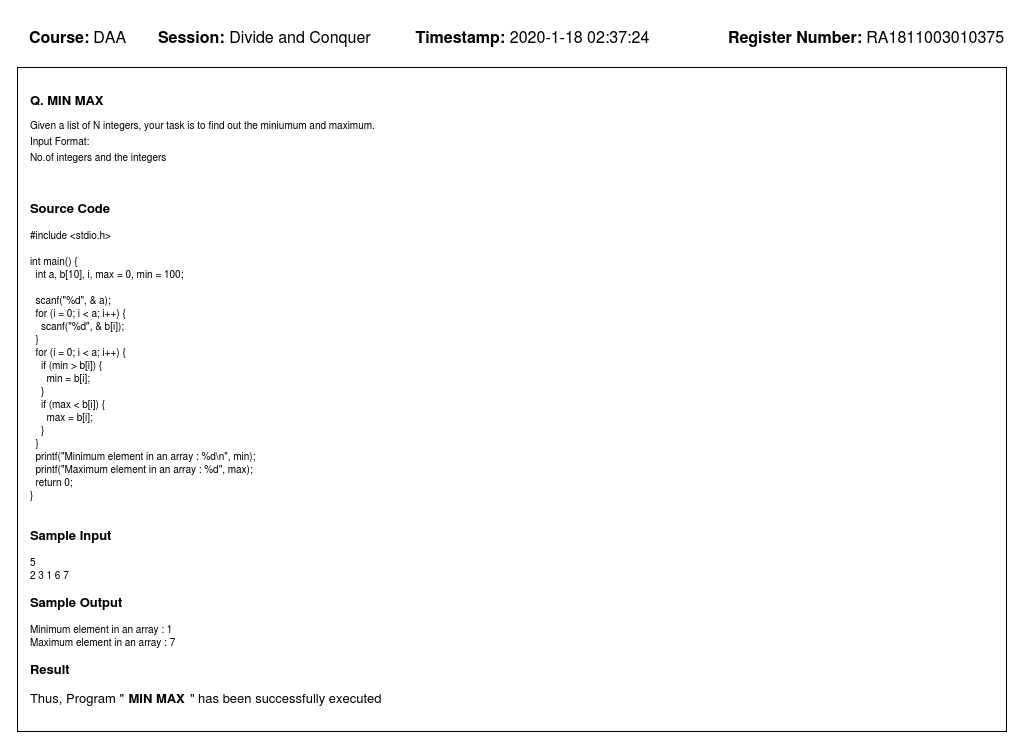 Course: DAA Session: Divide and Conquer Timestamp: 2020-1-18 02:37:24 Register Number: RA1811003010375
Q. MIN MAX
Given a list of N integers, your task is to find out the miniumum and maximum.
Input Format:
No.of integers and the integers
Source Code
#include <stdio.h>
int main() {
  int a, b[10], i, max = 0, min = 100;
  scanf("%d", & a);
  for (i = 0; i < a; i++) {
    scanf("%d", & b[i]);
  }
  for (i = 0; i < a; i++) {
    if (min > b[i]) {
      min = b[i];
    }
    if (max < b[i]) {
      max = b[i];
    }
  }
  printf("Minimum element in an array : %d\n", min);
  printf("Maximum element in an array : %d", max);
  return 0;
}
Sample Input
5
2 3 1 6 7
Sample Output
Minimum element in an array : 1
Maximum element in an array : 7
Result
Thus, Program " MIN MAX " has been successfully executed